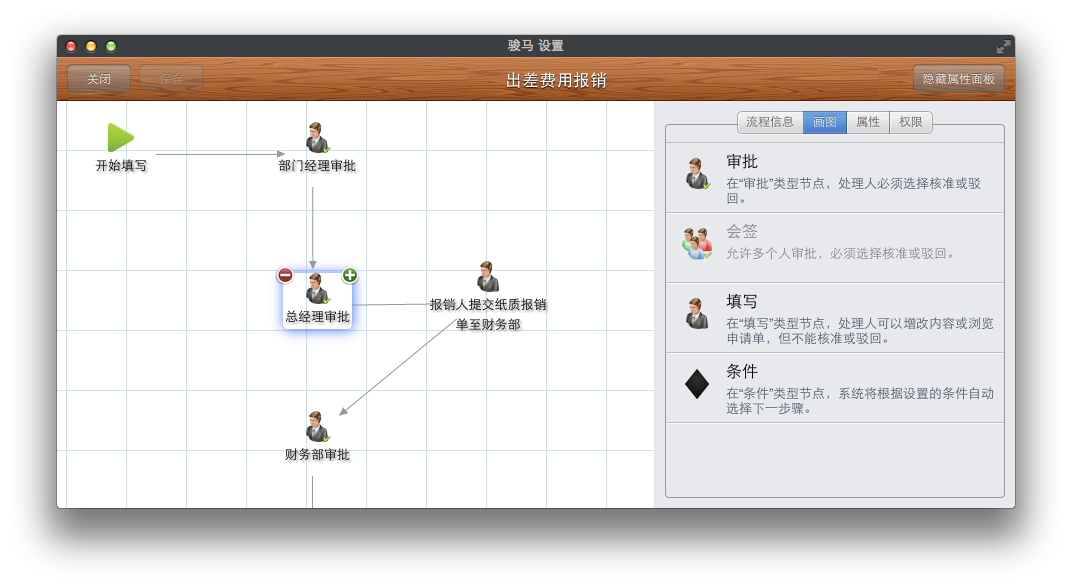 骏马 设置
关闭
保存
出差费用报销
隐藏属性面板
流程信息
画图
属性
权限
开始填写
部门经理审批
总经理审批
报销人提交纸质报销
单至财务部
财务部审批
审批
在“审批”类型节点，处理人必须选择核准或驳
回。
会签
允许多个人审批，必须选择核准或驳回。
填写
在“填写”类型节点，处理人可以增改内容或浏览
申请单，但不能核准或驳回。
条件
在“条件”类型节点，系统将根据设置的条件自动
选择下一步骤。